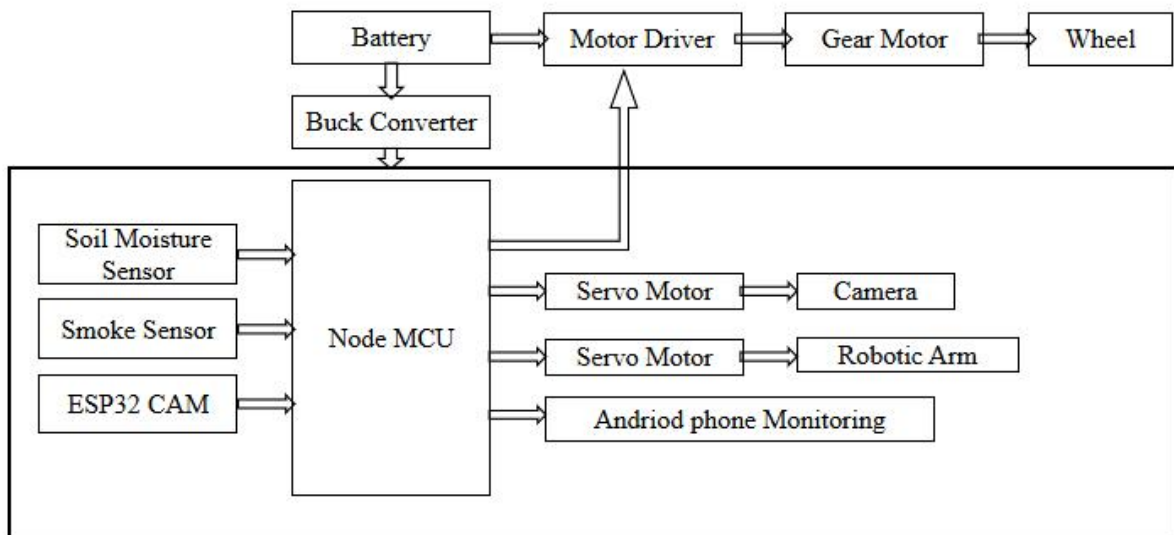 Battery
Motor Driver
Gear Motor
Wheel
Buck Converter
Soil Moisture
Sensor
Smoke Sensor
ESP32 CAM
Node MCU
Servo Motor
Camera
Servo Motor
Robotic Arm
Andriod phone Monitoring